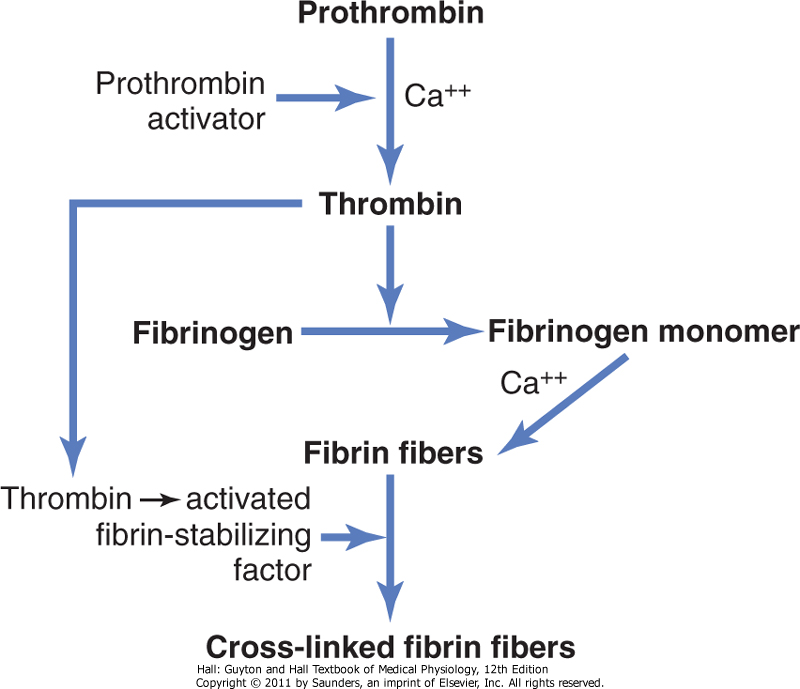 Prothrombin
Prothrombin
activator
Ca⁺⁺
Thrombin
Fibrinogen
Fibrinogen monomer
Ca⁺⁺
Fibrin fibers
Thrombin → activated
fibrin-stabilizing
factor
Cross-linked fibrin fibers
Hall: Guyton and Hall Textbook of Medical Physiology, 12th Edition
Copyright © 2011 by Saunders, an imprint of Elsevier, Inc. All rights reserved.